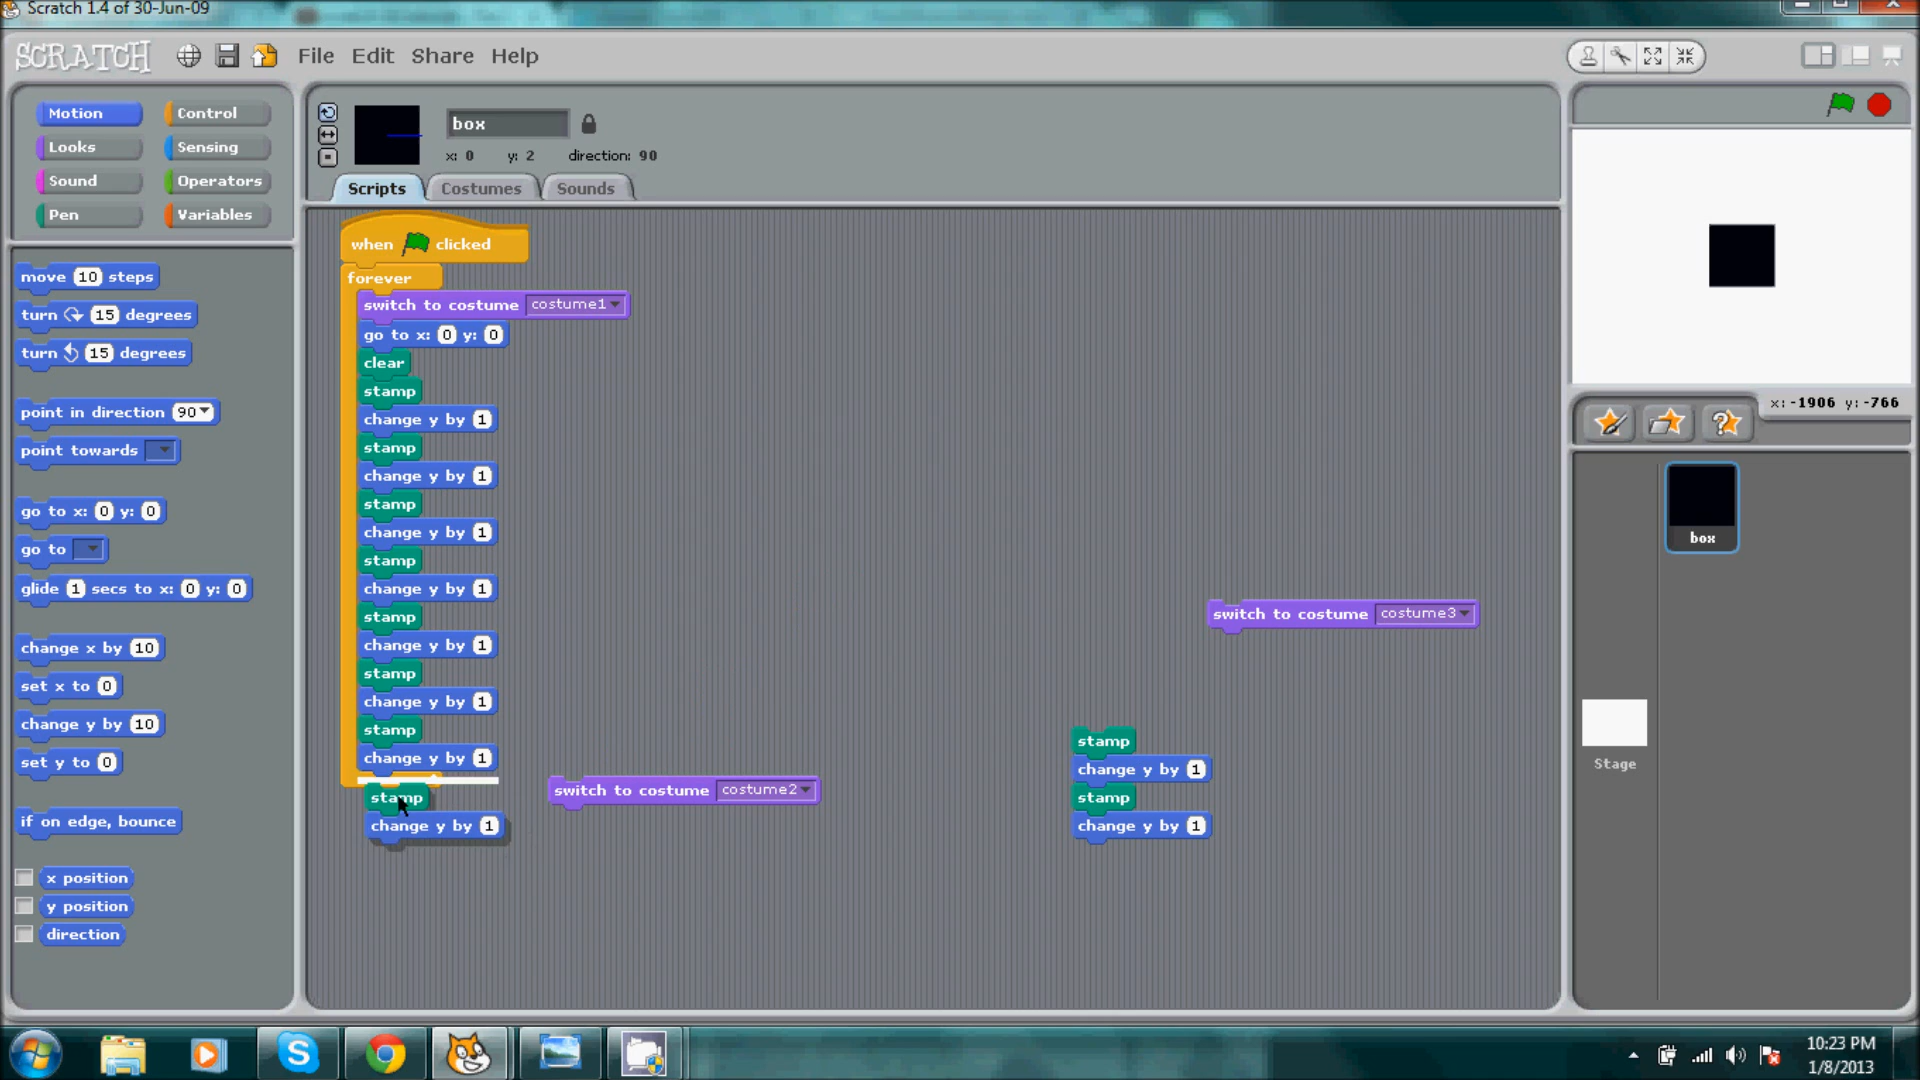 Scratch 1.4 of 30-Jun-09
SCRATCH File Edit Share Help
Motion Control
Looks Sensing
Sound Operators
Pen Variables
move 10 steps
turn 15 degrees
turn 15 degrees
point in direction 90
point towards
go to x: 0 y: 0
go to
glide 1 secs to x: 0 y: 0
change x by 10
set x to 0
change y by 10
set y to 0
if on edge, bounce
x position
y position
direction
box
x: 0 y: 2 direction: 90
Scripts Costumes Sounds
when clicked
forever
switch to costume costume1
go to x: 0 y: 0
clear
stamp
change y by 1
stamp
change y by 1
stamp
change y by 1
stamp
change y by 1
stamp
change y by 1
stamp
change y by 1
stamp
change y by 1
stamp
change y by 1
switch to costume costume2
switch to costume costume3
stamp
change y by 1
stamp
change y by 1
x: -1906 y: -766
box
Stage
10:23 PM
1/8/2013